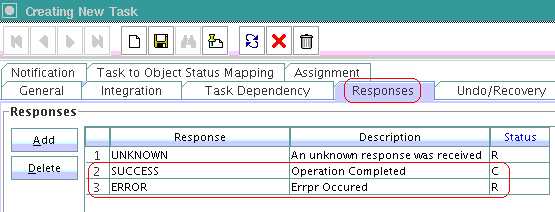 Creating New Task
Notification Task to Object Status Mapping Assignment
General Integration Task Dependency Responses Undo/Recovery
Responses
Add
Delete
Response Description Status
1 UNKNOWN An unknown response was received R
2 SUCCESS Operation Completed C
3 ERROR Errpr Occured R